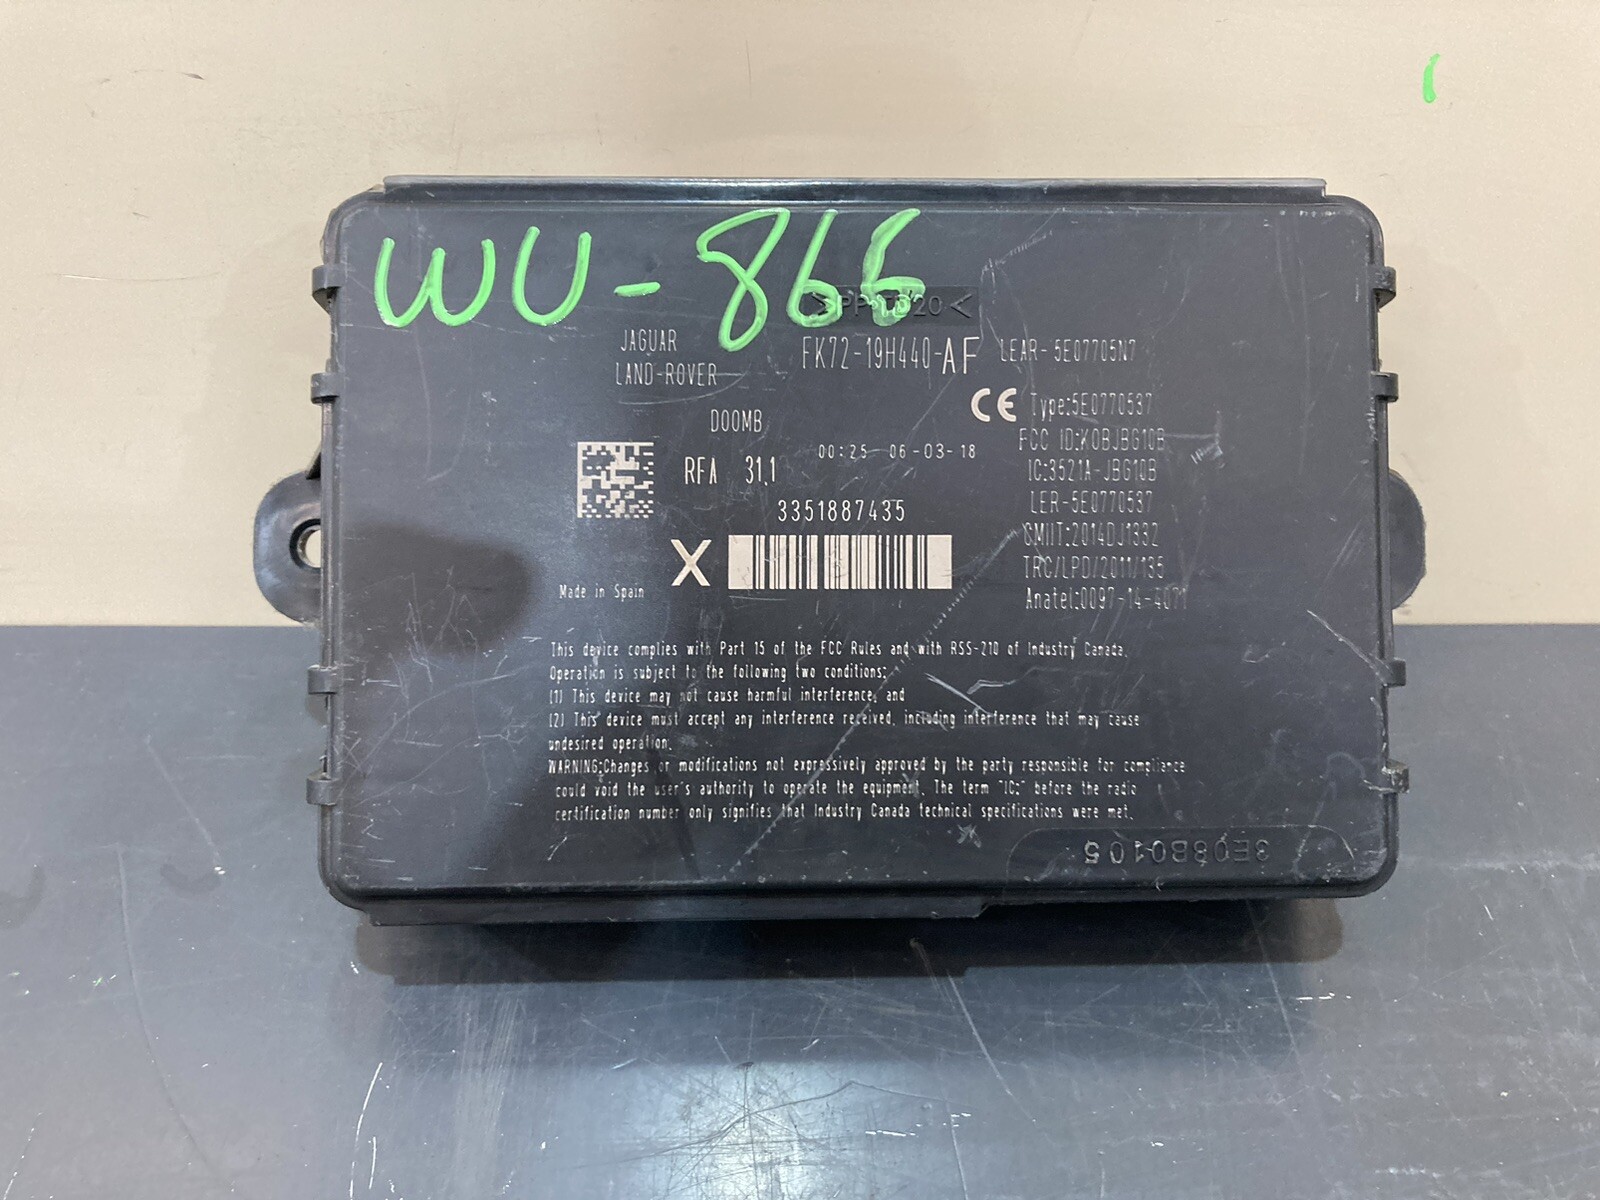 WU-866
>PP-TD20<
JAGUAR
LAND-ROVER
FK72-19H440-AF
LEAR- 5E07705N7
D00MB
00:25 06-03-18
RFA 31.1
3351887435
X
Made in Spain
CE Type:5E0770537
FCC ID:KOBJBG10B
IC:3521A-JBG10B
LER-5E0770537
CMIIT:2014DJ1332
TRC/LPD/2011/135
Anatel:0097-14-4071
This device complies with Part 15 of the FCC Rules and with RSS-210 of Industry Canada.
Operation is subject to the following two conditions:
(1) This device may not cause harmful interference, and
(2) This device must accept any interference received, including interference that may cause
undesired operation.
WARNING:Changes or modifications not expressively approved by the party responsible for compliance
could void the user's authority to operate the equipment. The term "IC:" before the radio
certification number only signifies that Industry Canada technical specifications were met.
3E08B0105